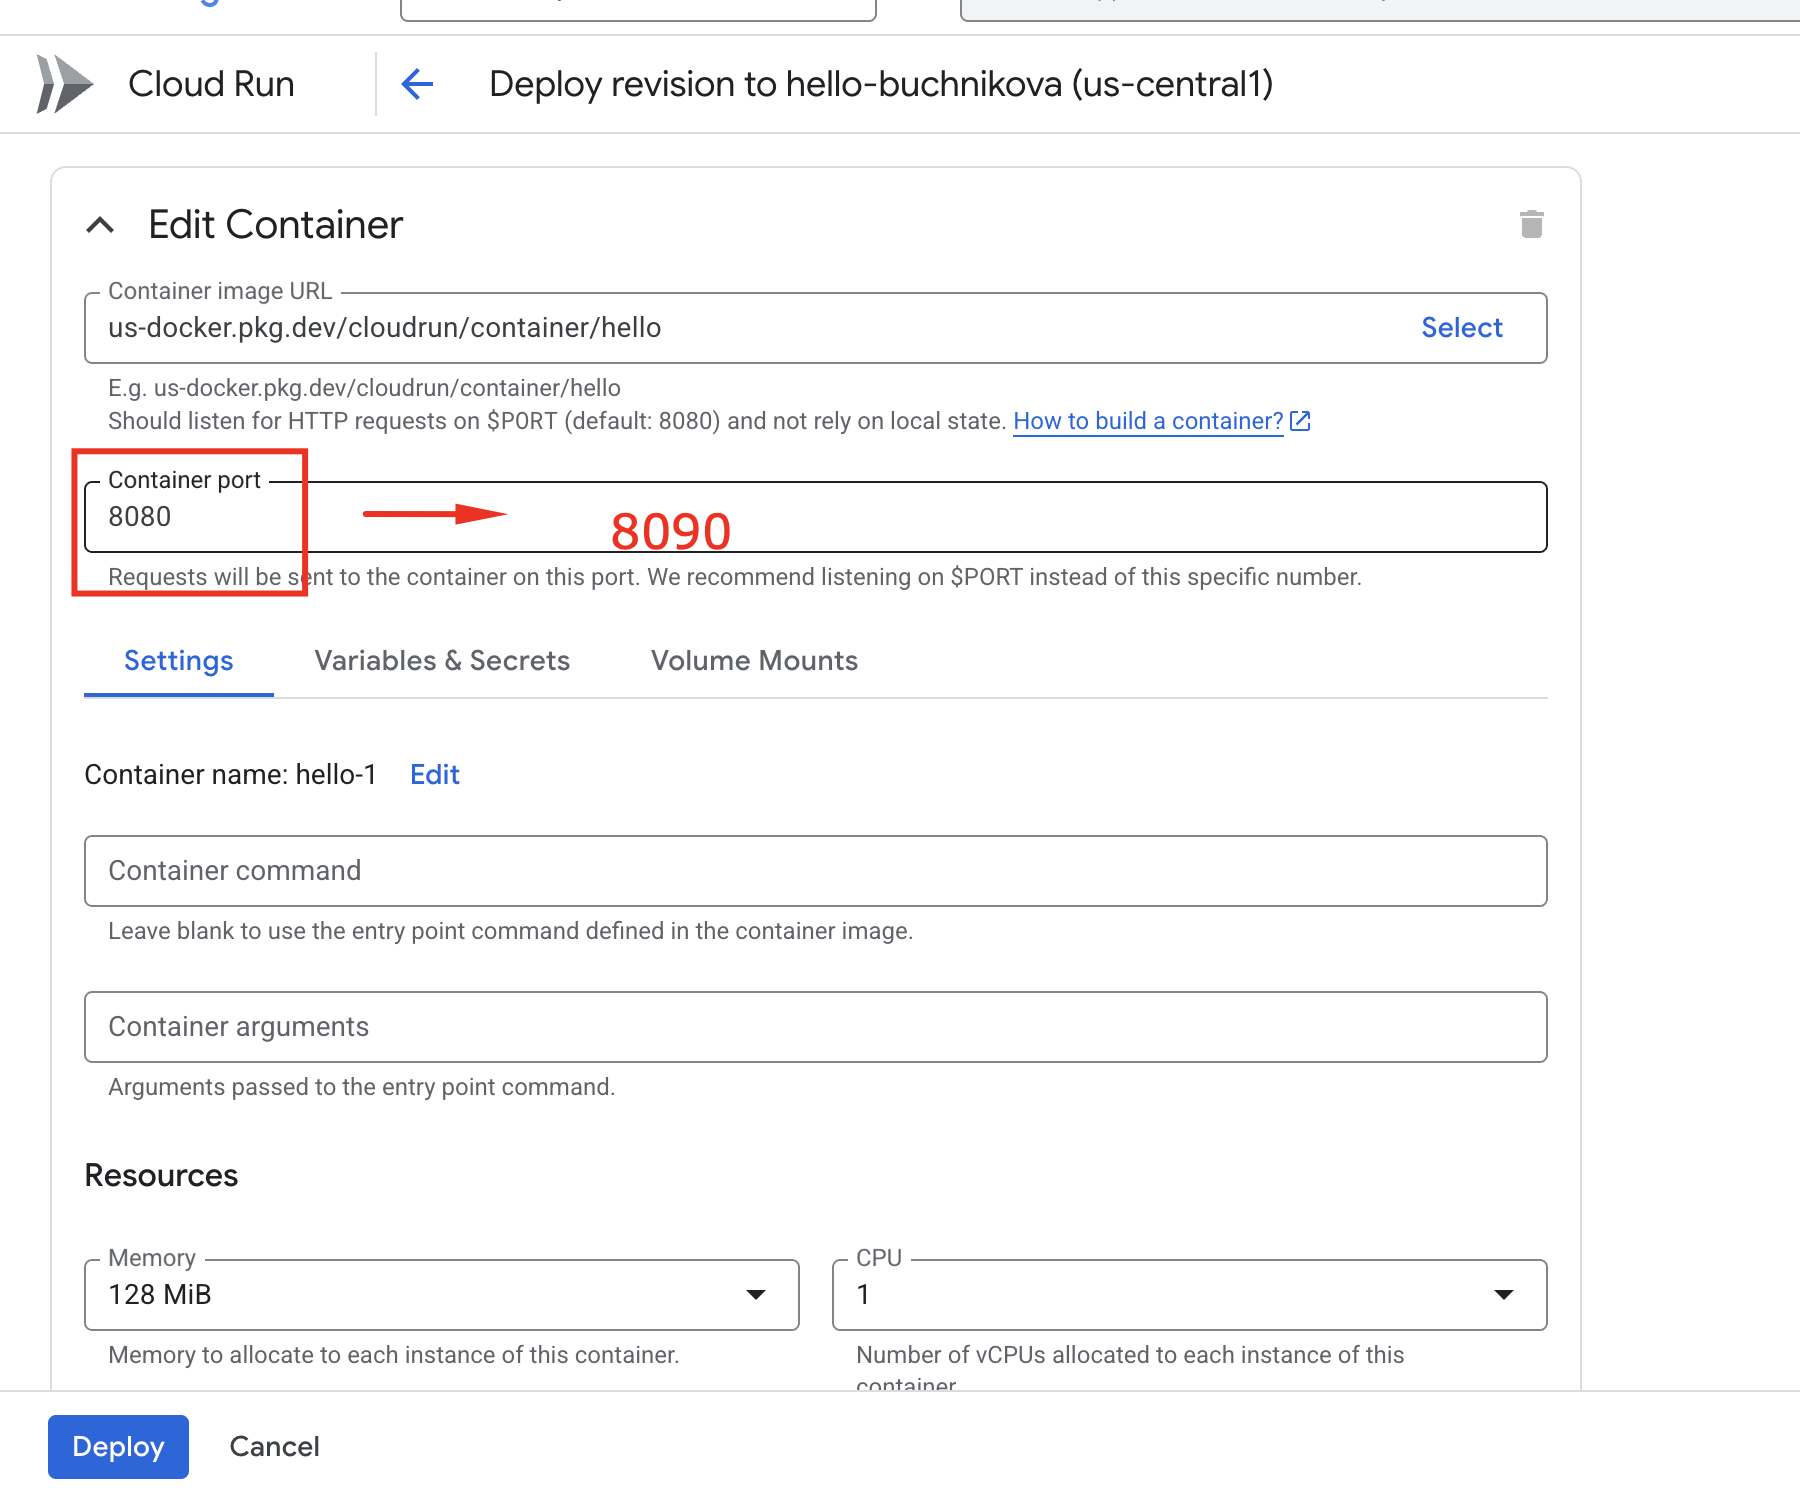 Cloud Run
Deploy revision to hello-buchnikova (us-central1)
Edit Container
Container image URL
us-docker.pkg.dev/cloudrun/container/hello
Select
E.g. us-docker.pkg.dev/cloudrun/container/hello
Should listen for HTTP requests on $PORT (default: 8080) and not rely on local state. How to build a container?
Container port
8080
8090
Requests will be sent to the container on this port. We recommend listening on $PORT instead of this specific number.
Settings
Variables & Secrets
Volume Mounts
Container name: hello-1
Edit
Container command
Leave blank to use the entry point command defined in the container image.
Container arguments
Arguments passed to the entry point command.
Resources
Memory
128 MiB
Memory to allocate to each instance of this container.
CPU
1
Number of vCPUs allocated to each instance of this
container
Deploy
Cancel